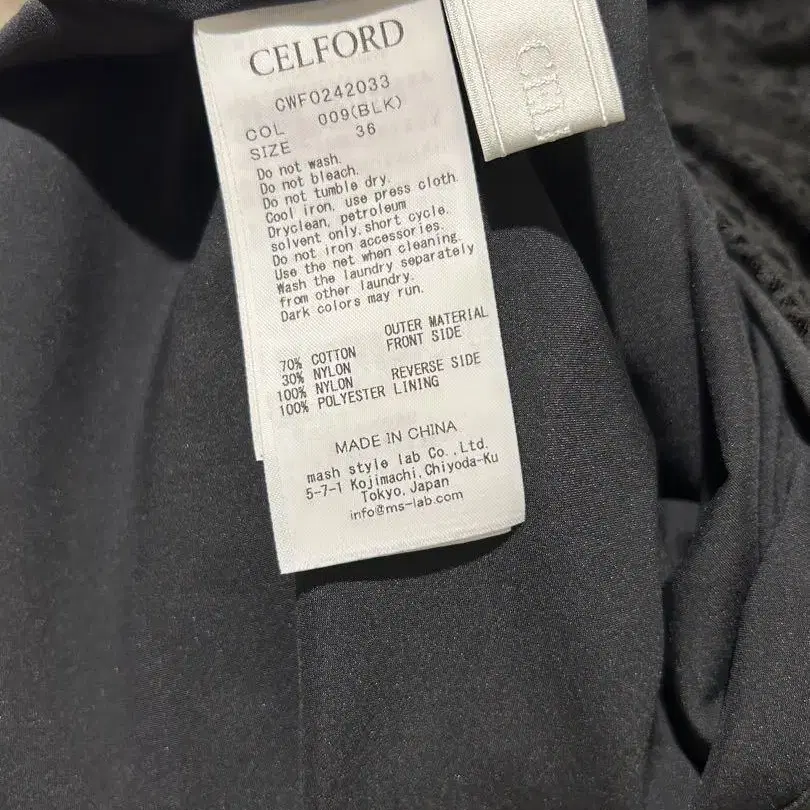 CELFORD
CWF0242033
COL 009(BLK)
SIZE 36
Do not wash.
Do not bleach.
Do not tumble dry.
Cool iron, use press cloth.
Dryclean, petroleum
solvent only, short cycle.
Do not iron accessories.
Use the net when cleaning.
Wash the laundry separately
from other laundry.
Dark colors may run.
OUTER MATERIAL
70% COTTON FRONT SIDE
30% NYLON
100% NYLON REVERSE SIDE
100% POLYESTER LINING
MADE IN CHINA
mash style lab Co.,Ltd.
5-7-1 Kojimachi,Chiyoda-Ku
Tokyo,Japan
info@ms-lab.com